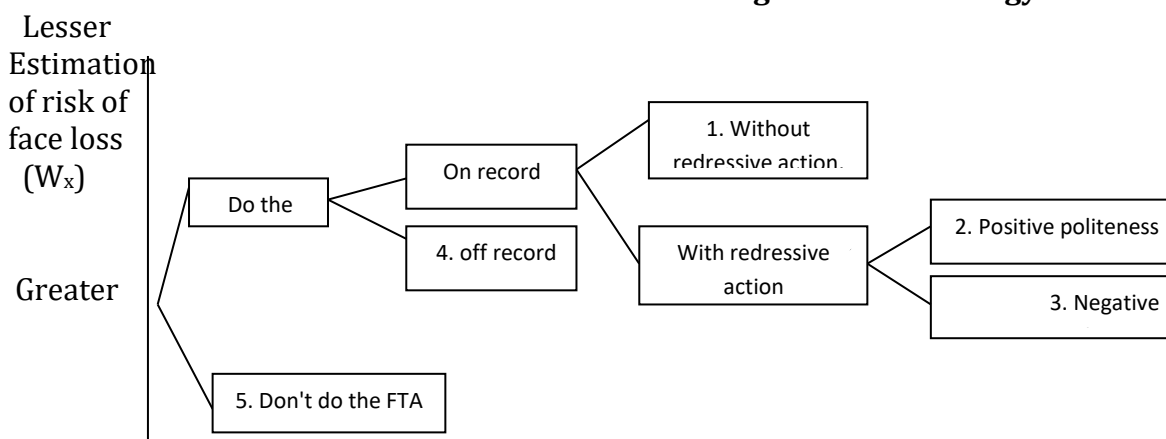 Lesser
Estimation
of risk of
face loss
(Wₓ)
Greater
Do the
5. Don't do the FTA
On record
4. off record
1. Without
redressive action.
With redressive
action
2. Positive politeness
3. Negative